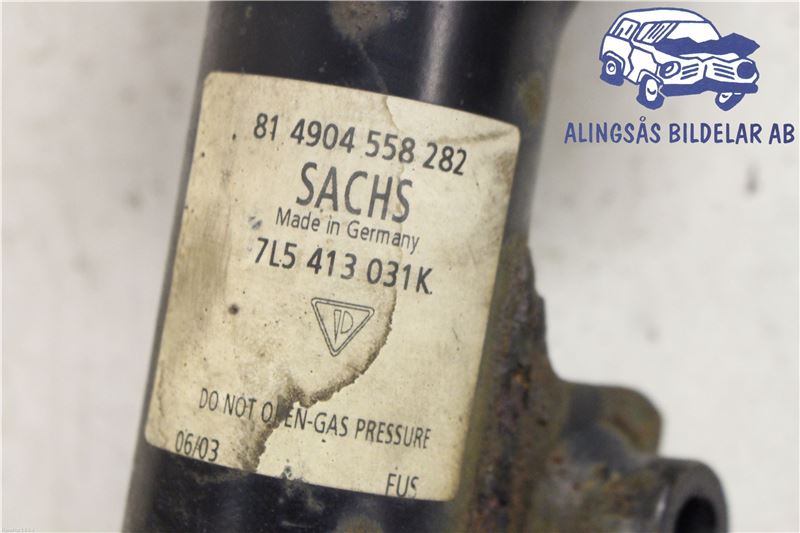 ALINGSÅS BILDELAR AB
81 4904 558 282
SACHS
Made in Germany
7L5 413 031K
DO NOT OPEN-GAS PRESSURE
06/03
FUS